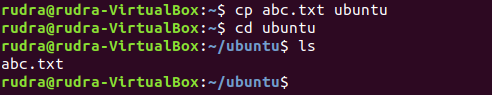 rudra@rudra-VirtualBox:~$ cp abc.txt ubuntu
rudra@rudra-VirtualBox:~$ cd ubuntu
rudra@rudra-VirtualBox:~/ubuntu$ ls
abc.txt
rudra@rudra-VirtualBox:~/ubuntu$